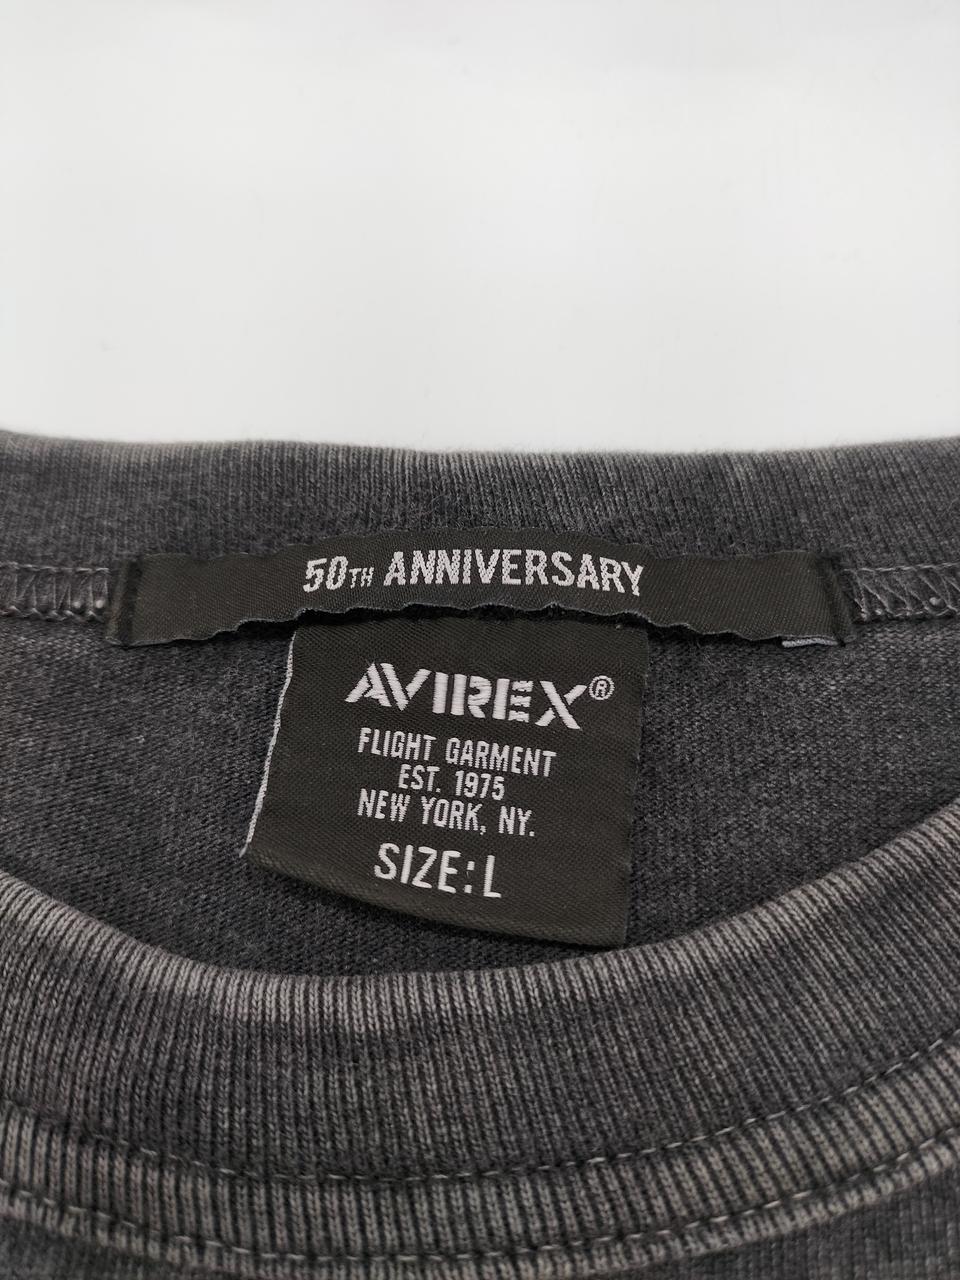 50TH ANNIVERSARY
AVIREX®
FLIGHT GARMENT
EST. 1975
NEW YORK, NY.
SIZE: L